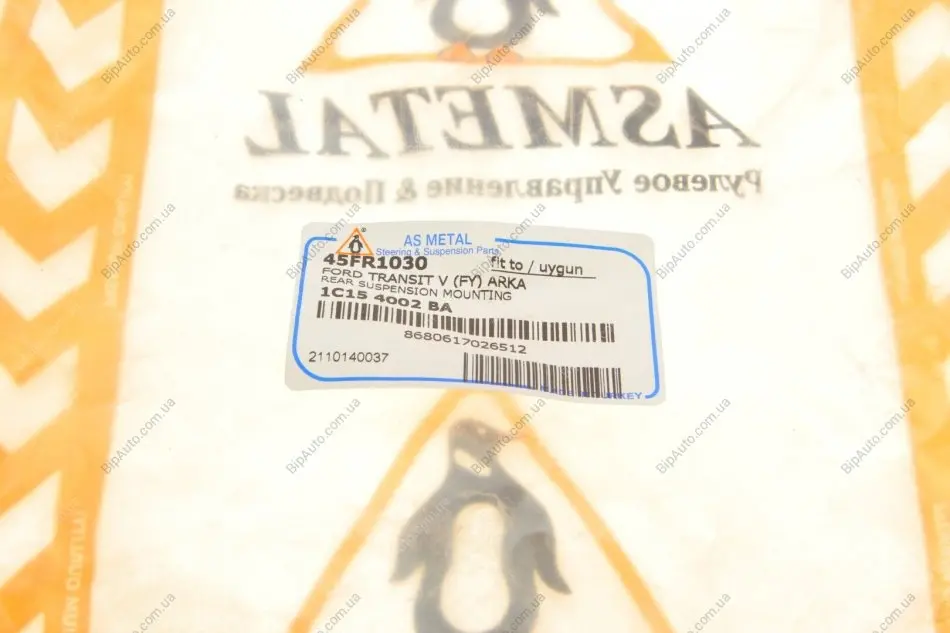 ASMETAL
Рулевое Управление & Подвеска
AS METAL
Steering & Suspension Parts
45FR1030
fit to / uygun
FORD TRANSIT V (FY) ARKA
REAR SUSPENSION MOUNTING
1C15 4002 BA
8680617026512
2110140037
BipAuto.com.ua